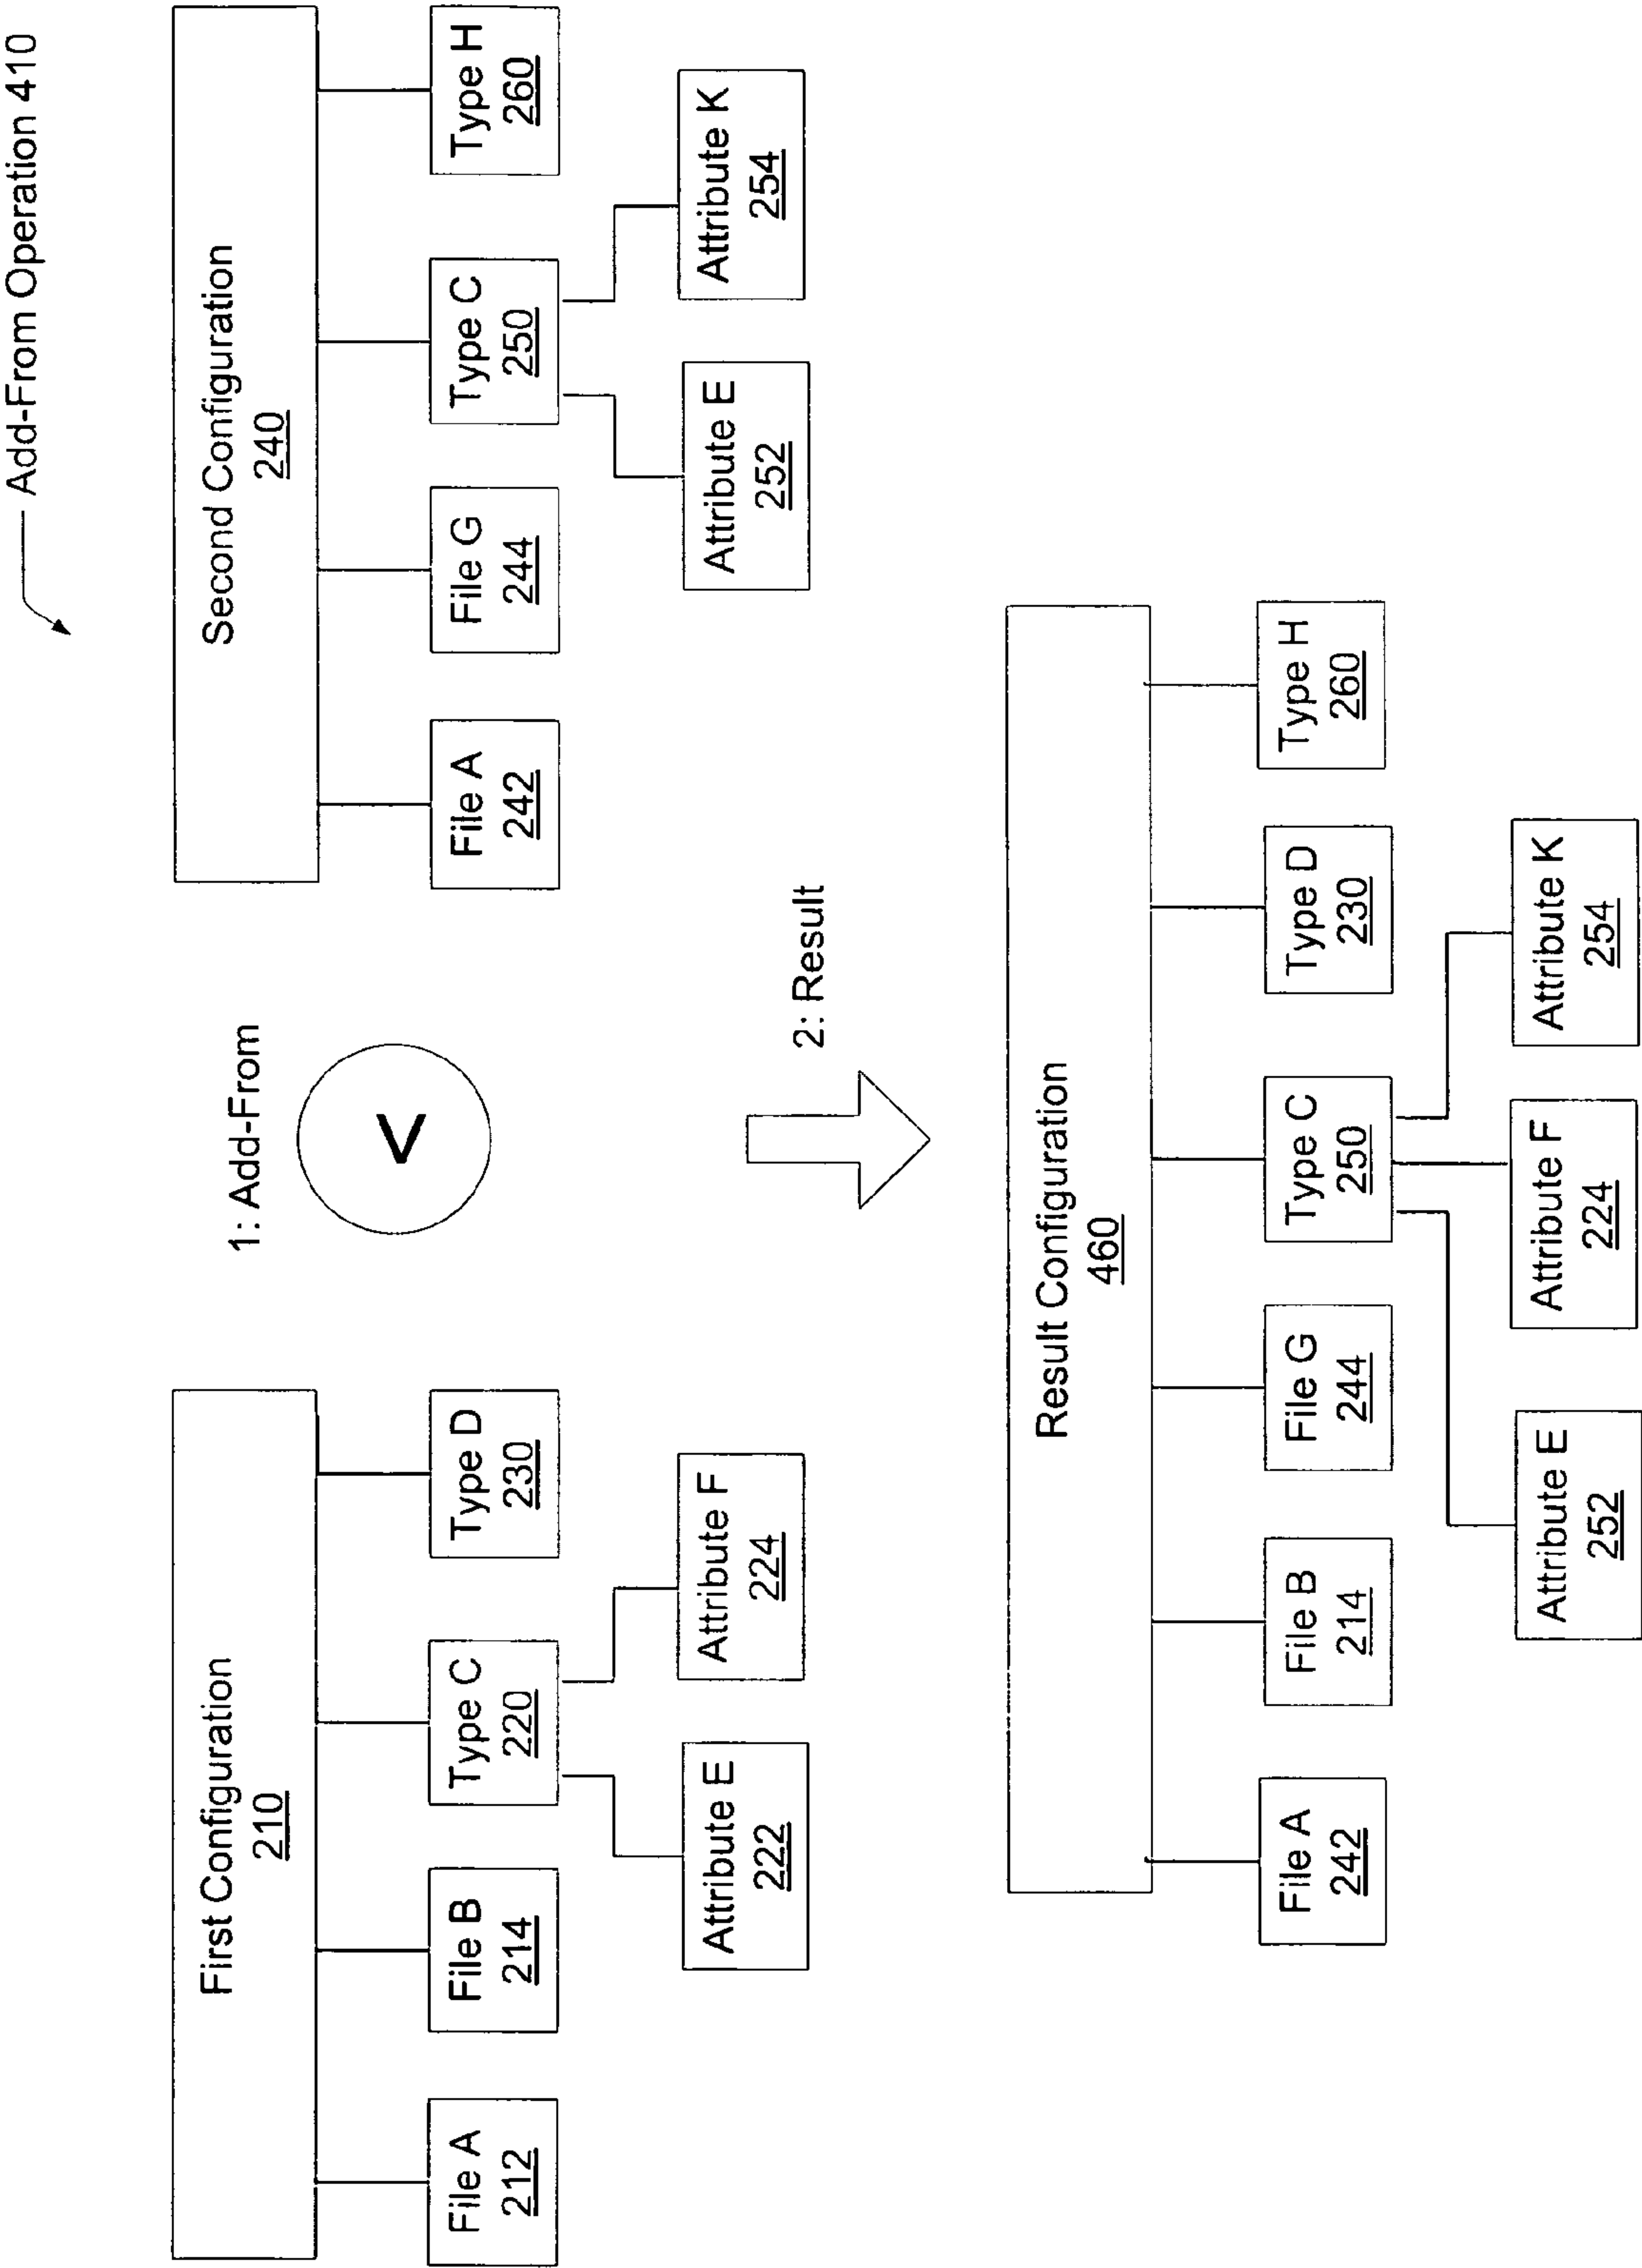 Add-From Operation 410
First Configuration
210
File A
212
File B
214
Type C
220
Type D
230
Attribute E
222
Attribute F
224
1: Add-From
<
Second Configuration
240
File A
242
File G
244
Type C
250
Type H
260
Attribute E
252
Attribute K
254
2: Result
Result Configuration
460
File A
242
File B
214
File G
244
Type C
250
Type D
230
Type H
260
Attribute E
252
Attribute F
224
Attribute K
254